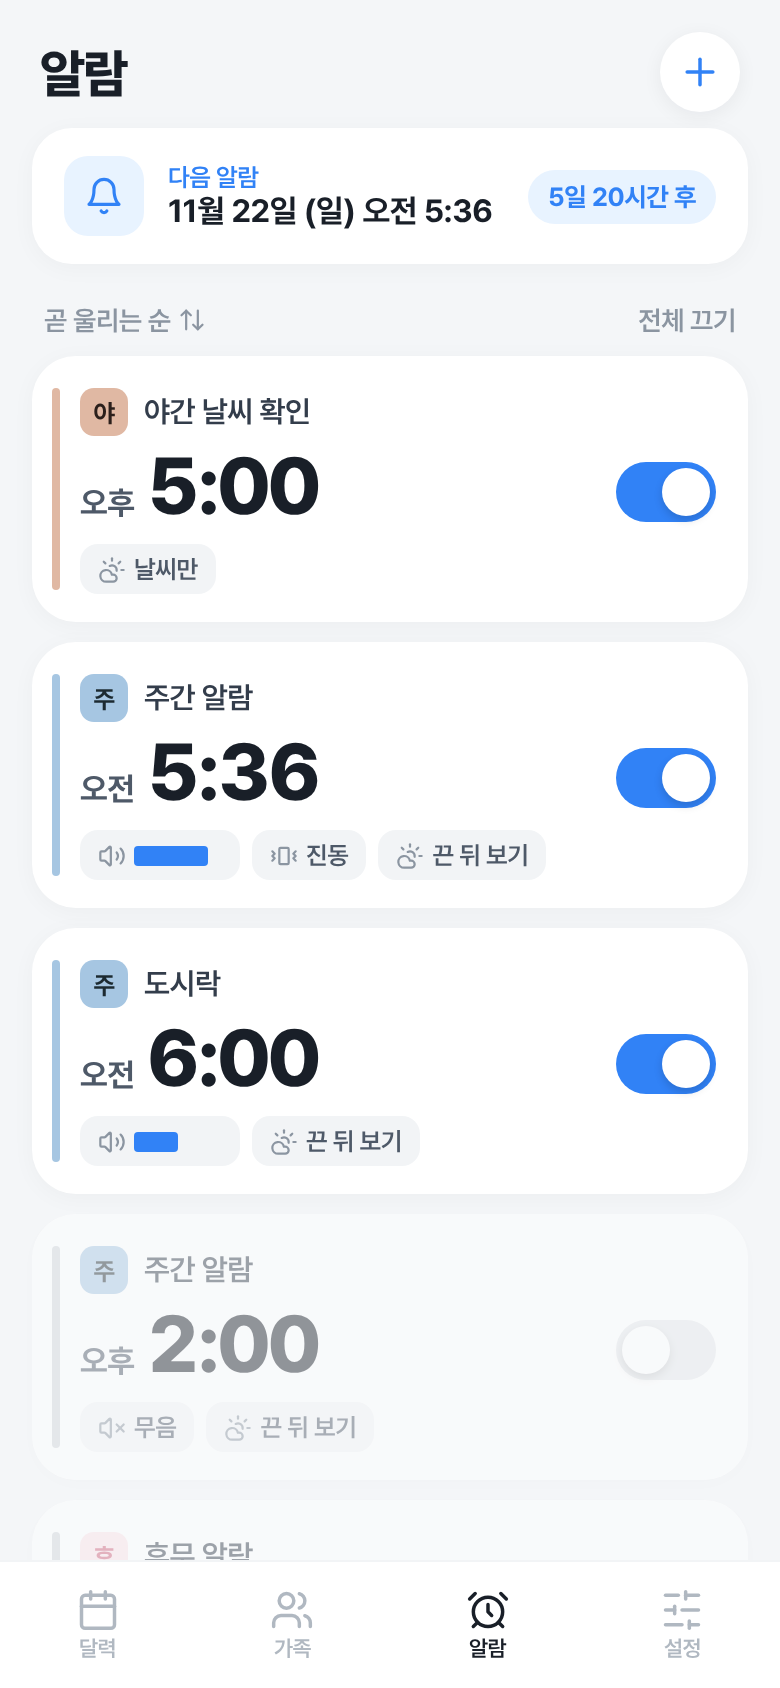 알람
다음 알람
11월 22일 (일) 오전 5:36
5일 20시간 후
곧 울리는 순
전체 끄기
야 야간 날씨 확인
오후 5:00
날씨만
주 주간 알람
오전 5:36
진동 끈 뒤 보기
주 도시락
오전 6:00
끈 뒤 보기
주 주간 알람
오후 2:00
무음 끈 뒤 보기
휴무 알람
달력 가족 알람 설정